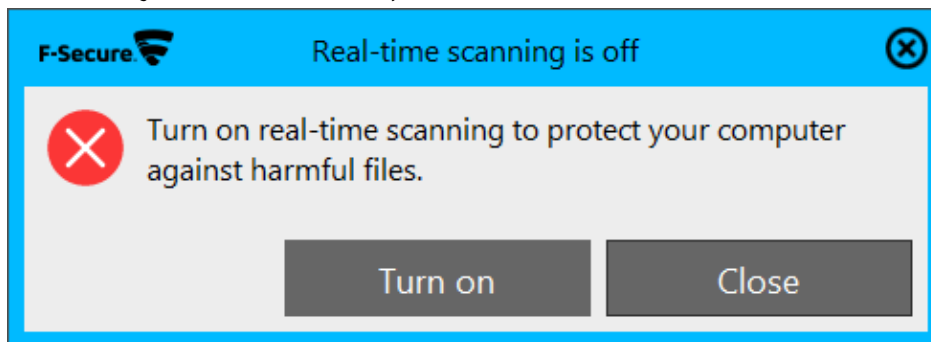 F-Secure.
Real-time scanning is off
Turn on real-time scanning to protect your computer
against harmful files.
Turn on
Close